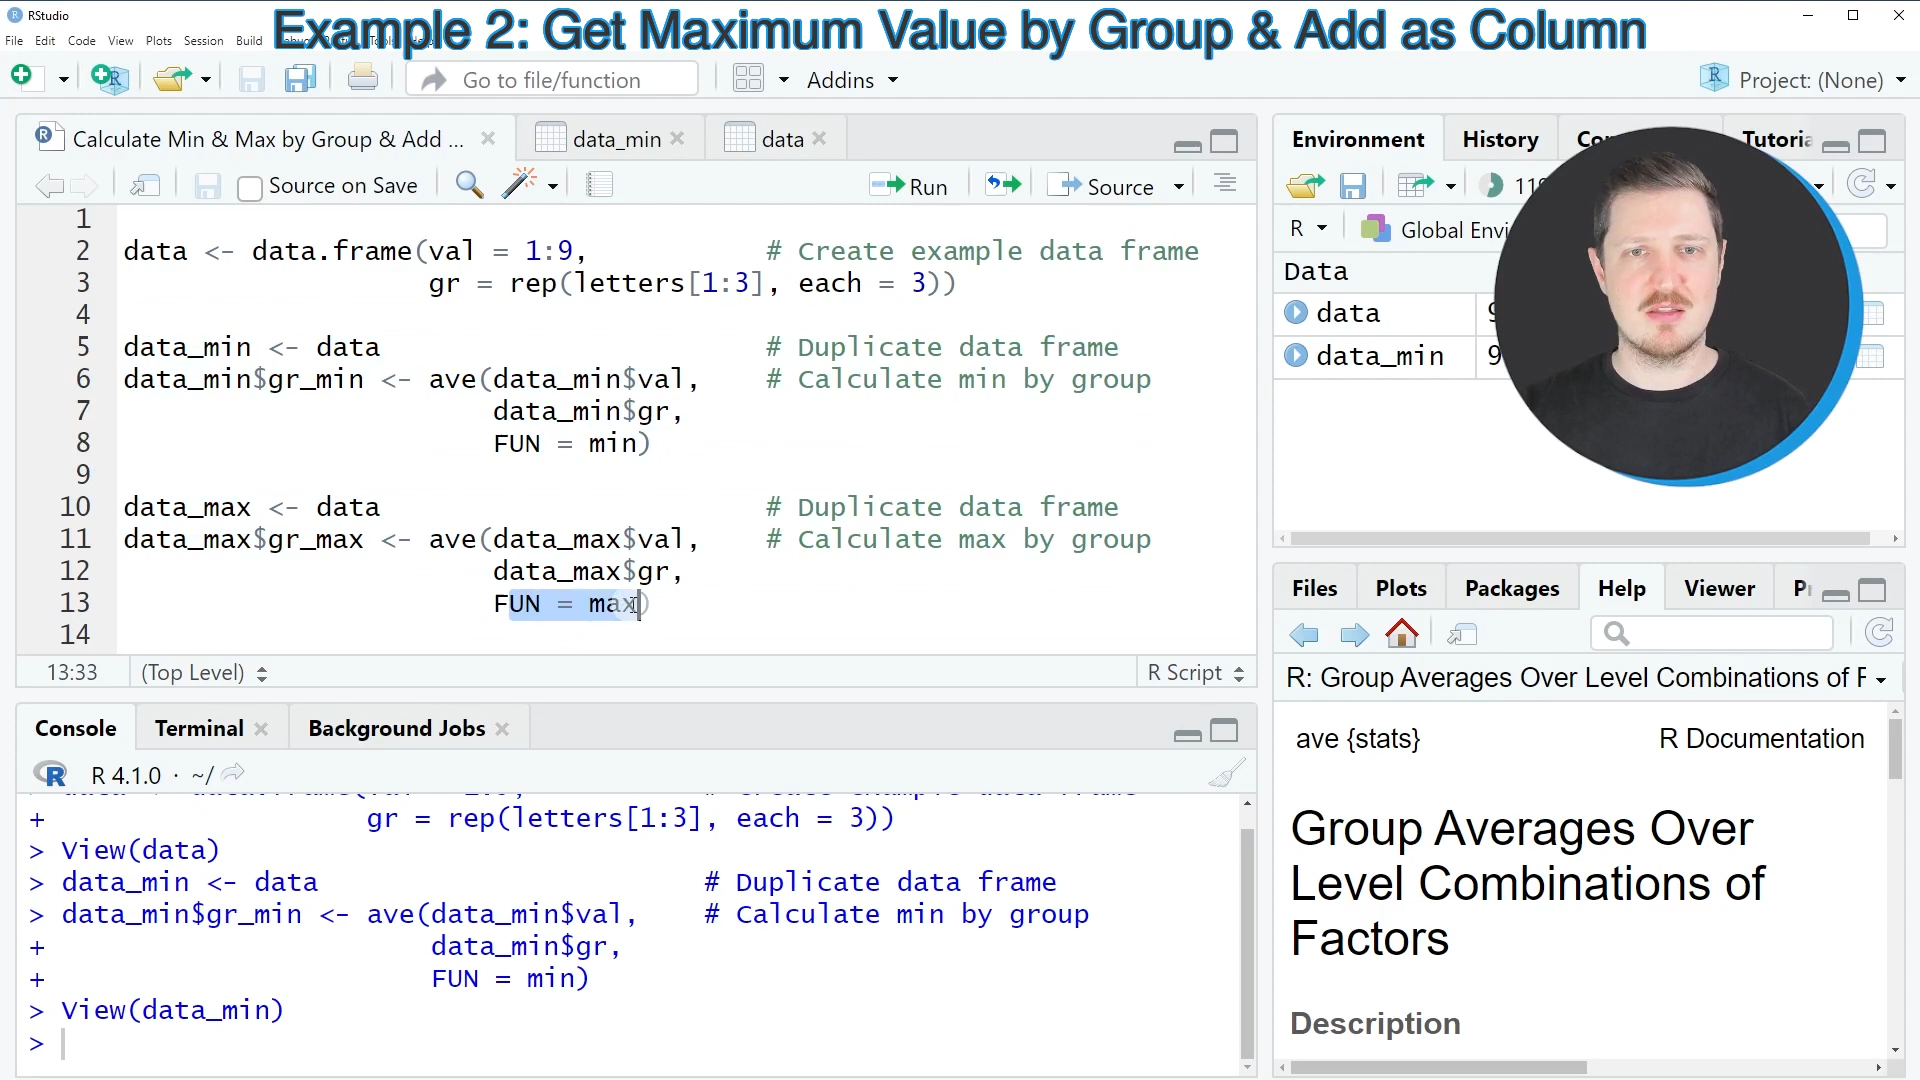 RStudio
Example 2: Get Maximum Value by Group & Add as Column
File Edit Code View Plots Session Build
Go to file/function
Addins
Project: (None)
Calculate Min & Max by Group & Add ...
data_min
data
Source on Save
Run
Source
1
2 data <- data.frame(val = 1:9, # Create example data frame
3 gr = rep(letters[1:3], each = 3))
4
5 data_min <- data # Duplicate data frame
6 data_min$gr_min <- ave(data_min$val, # Calculate min by group
7 data_min$gr,
8 FUN = min)
9
10 data_max <- data # Duplicate data frame
11 data_max$gr_max <- ave(data_max$val, # Calculate max by group
12 data_max$gr,
13 FUN = max)
14
13:33 (Top Level) R Script
Console Terminal Background Jobs
R 4.1.0 · ~/
+ gr = rep(letters[1:3], each = 3))
> View(data)
> data_min <- data # Duplicate data frame
> data_min$gr_min <- ave(data_min$val, # Calculate min by group
+ data_min$gr,
+ FUN = min)
> View(data_min)
>
Environment History
R Global Envi
Data
data 9
data_min 9
Files Plots Packages Help Viewer
R: Group Averages Over Level Combinations of F
ave {stats} R Documentation
Group Averages Over
Level Combinations of
Factors
Description